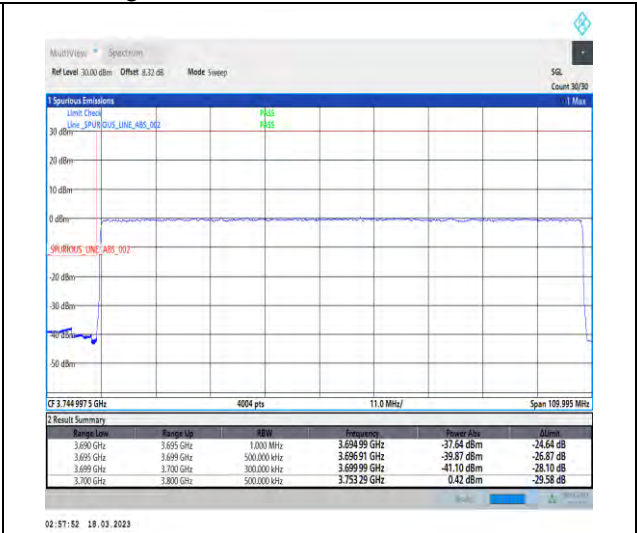 MultiView Spectrum
Ref Level 30.00 dBm Offset 8.32 dB Mode Sweep SGL
Count 30/30
1 Spurious Emissions 1 Max
Limit Check PASS
Line _SPURIOUS_LINE_ABS_002 PASS
30 dBm
20 dBm
10 dBm
0 dBm
_SPURIOUS_LINE_ABS_002
-20 dBm
-30 dBm
-40 dBm
-50 dBm
CF 3.744 997 5 GHz 4004 pts 11.0 MHz/ Span 109.995 MHz
2 Result Summary
Range Low Range Up RBW Frequency Power Abs ΔLimit
3.690 GHz 3.695 GHz 1.000 MHz 3.694 99 GHz -37.64 dBm -24.64 dB
3.695 GHz 3.699 GHz 500.000 kHz 3.696 91 GHz -39.87 dBm -26.87 dB
3.699 GHz 3.700 GHz 300.000 kHz 3.699 99 GHz -41.10 dBm -28.10 dB
3.700 GHz 3.800 GHz 500.000 kHz 3.753 29 GHz 0.42 dBm -29.58 dB
02:57:52 18.03.2023